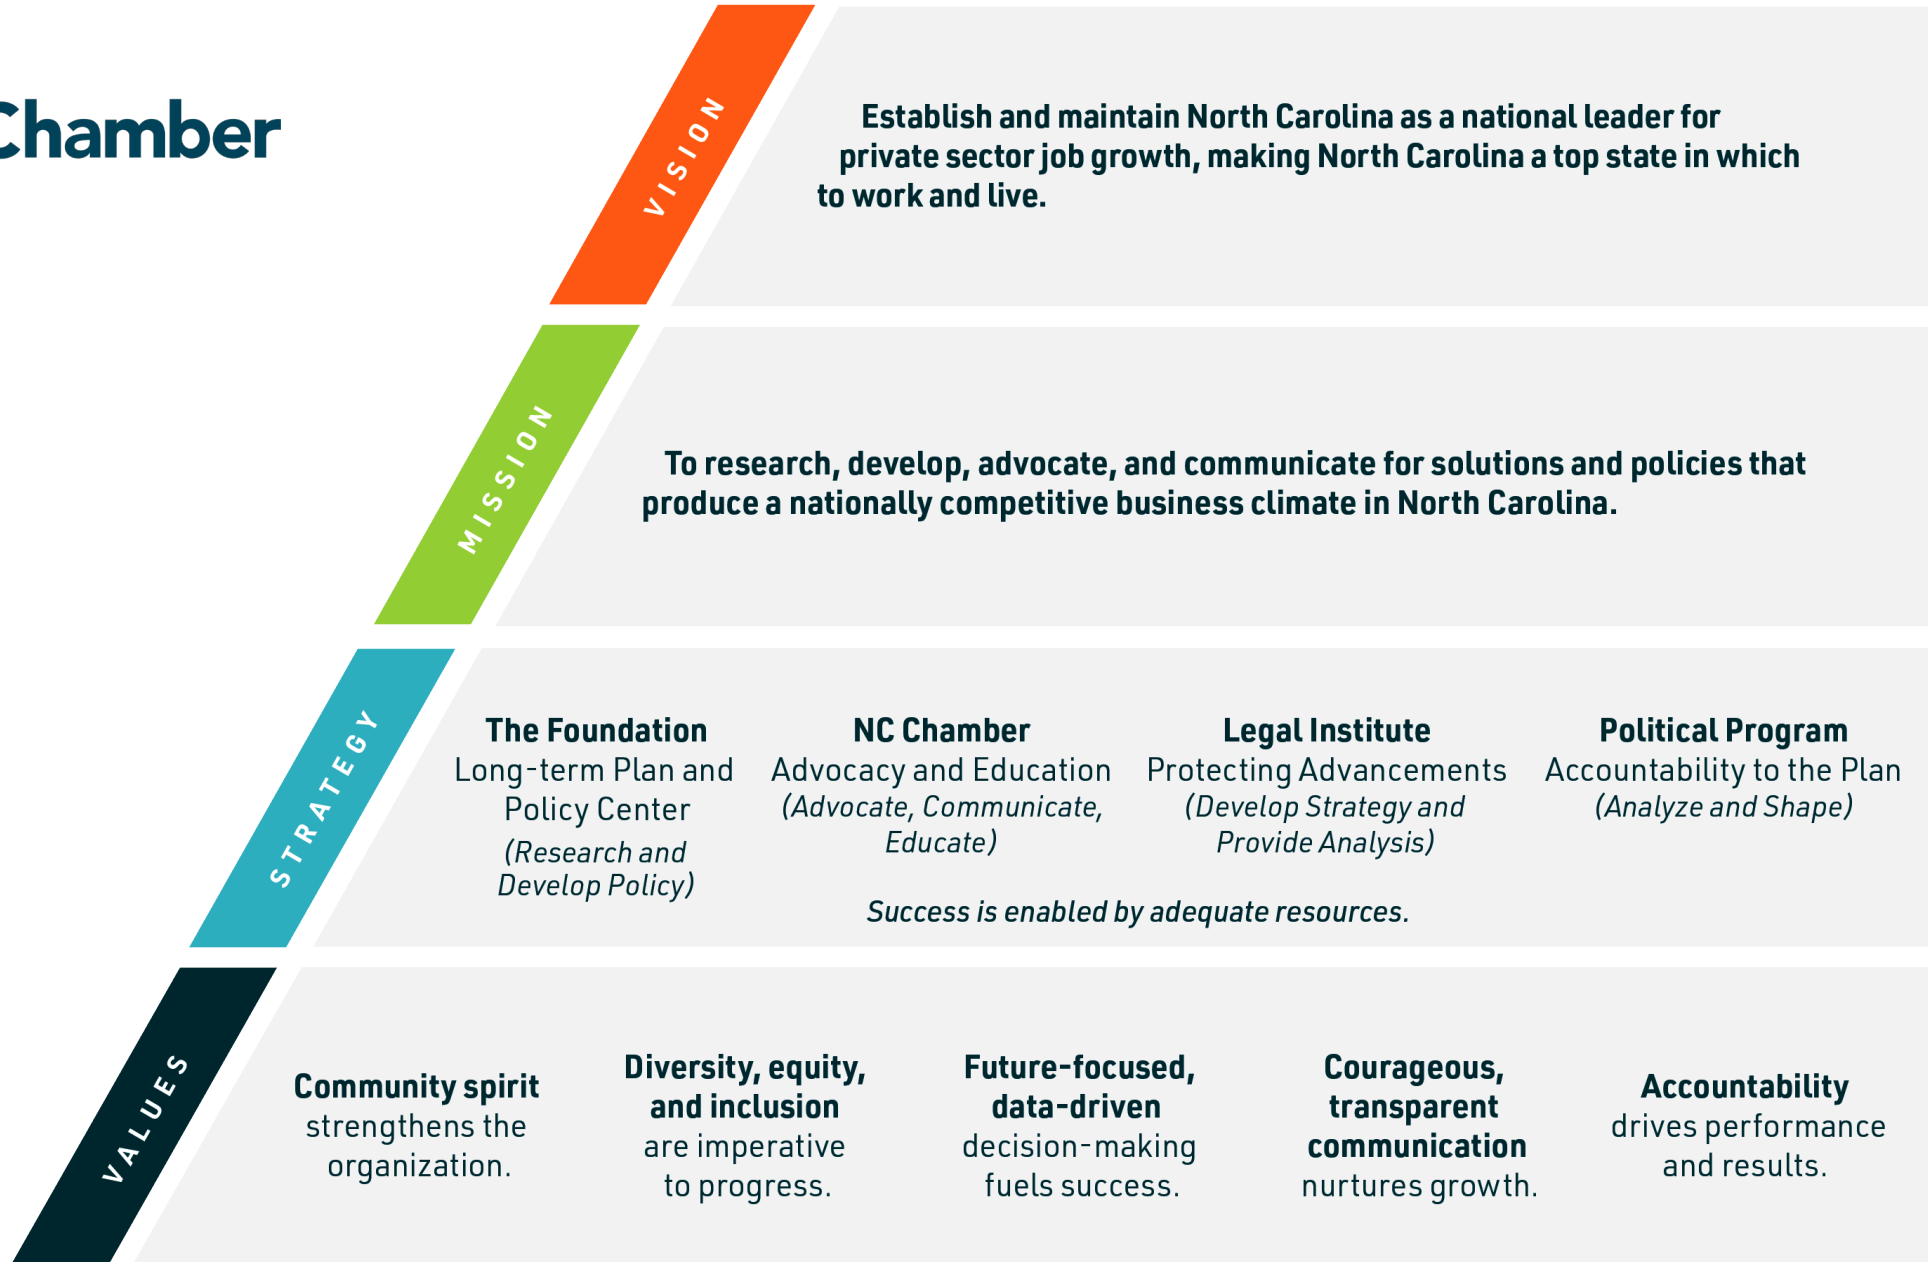 Chamber
VISION
Establish and maintain North Carolina as a national leader for
private sector job growth, making North Carolina a top state in which
to work and live.
MISSION
To research, develop, advocate, and communicate for solutions and policies that
produce a nationally competitive business climate in North Carolina.
STRATEGY
The Foundation
Long-term Plan and
Policy Center
(Research and
Develop Policy)
NC Chamber
Advocacy and Education
(Advocate, Communicate,
Educate)
Legal Institute
Protecting Advancements
(Develop Strategy and
Provide Analysis)
Political Program
Accountability to the Plan
(Analyze and Shape)
Success is enabled by adequate resources.
VALUES
Community spirit
strengthens the
organization.
Diversity, equity,
and inclusion
are imperative
to progress.
Future-focused,
data-driven
decision-making
fuels success.
Courageous,
transparent
communication
nurtures growth.
Accountability
drives performance
and results.